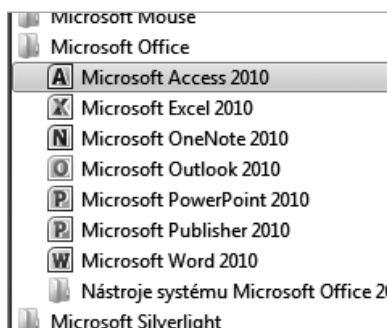 Microsoft Mouse
Microsoft Office
Microsoft Access 2010
Microsoft Excel 2010
Microsoft OneNote 2010
Microsoft Outlook 2010
Microsoft PowerPoint 2010
Microsoft Publisher 2010
Microsoft Word 2010
Nástroje systému Microsoft Office
Microsoft Silverlight